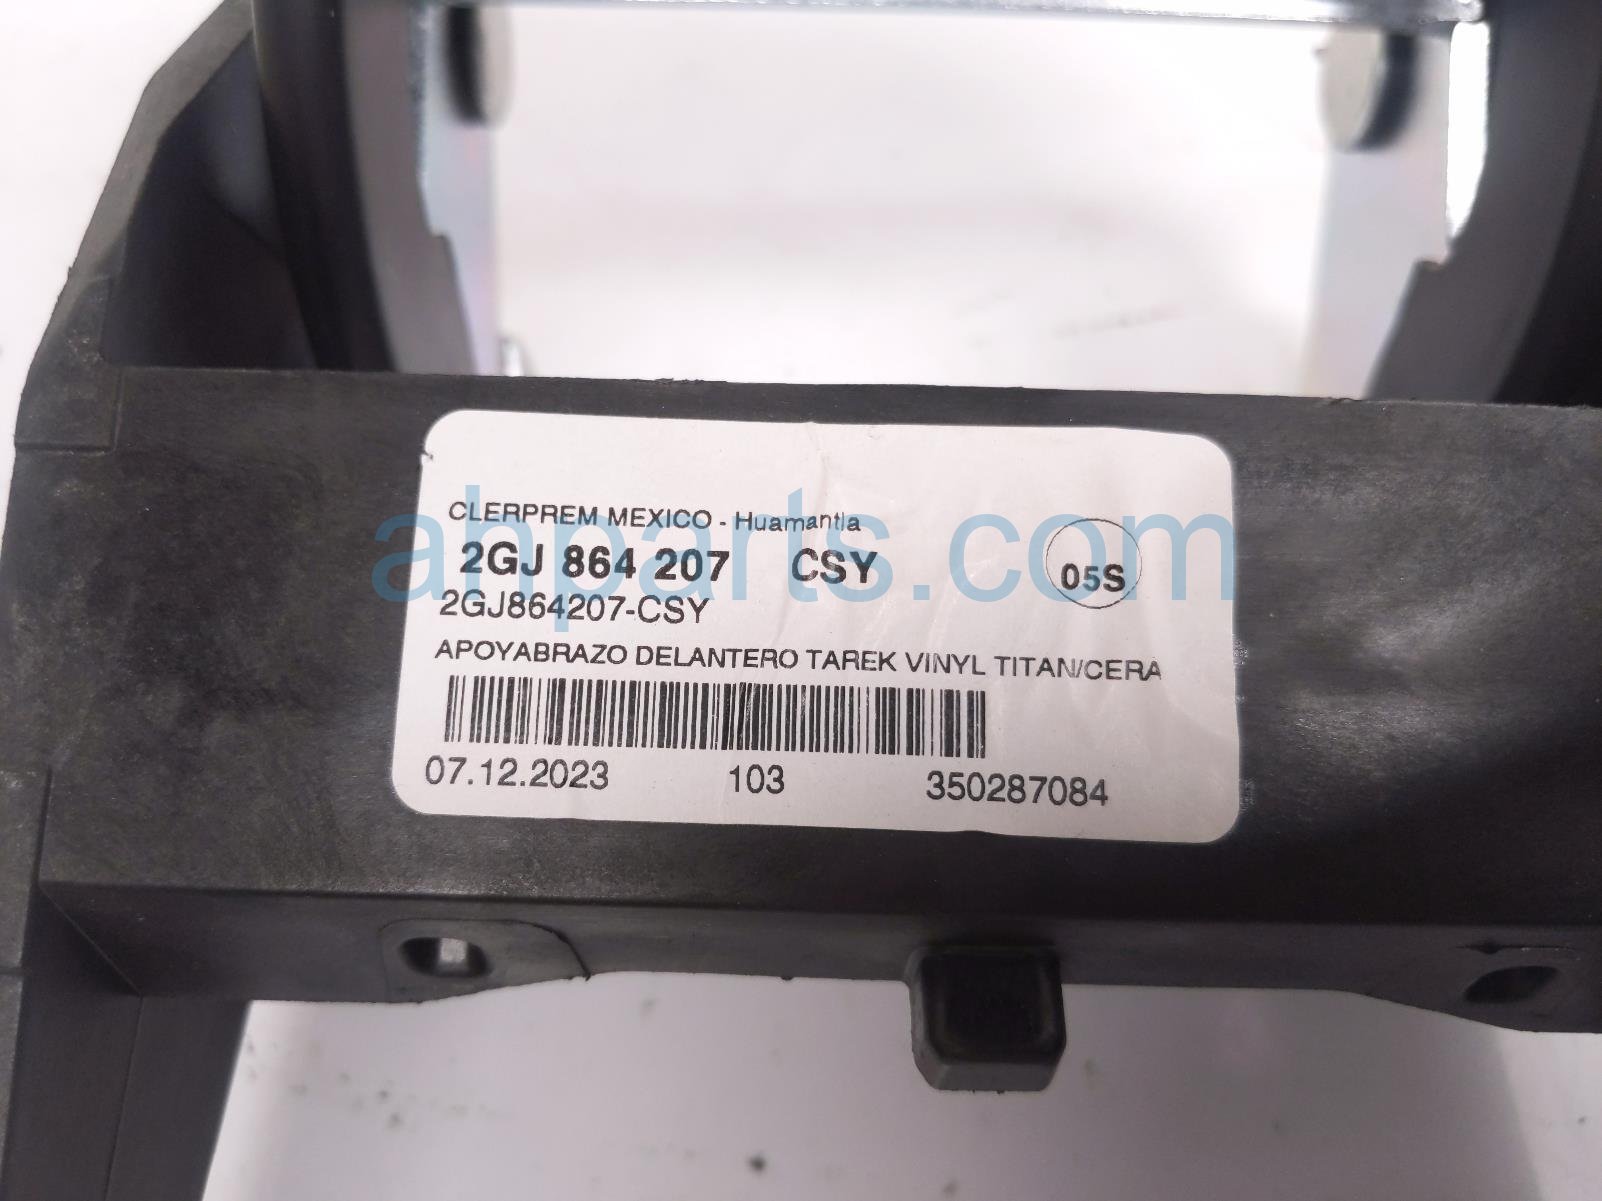 CLERPREM MEXICO - Huamantla
2GJ 864 207 CSY
05S
2GJ864207-CSY
APOYABRAZO DELANTERO TAREK VINYL TITAN/CERA
07.12.2023 103 350287084
ahparts.com